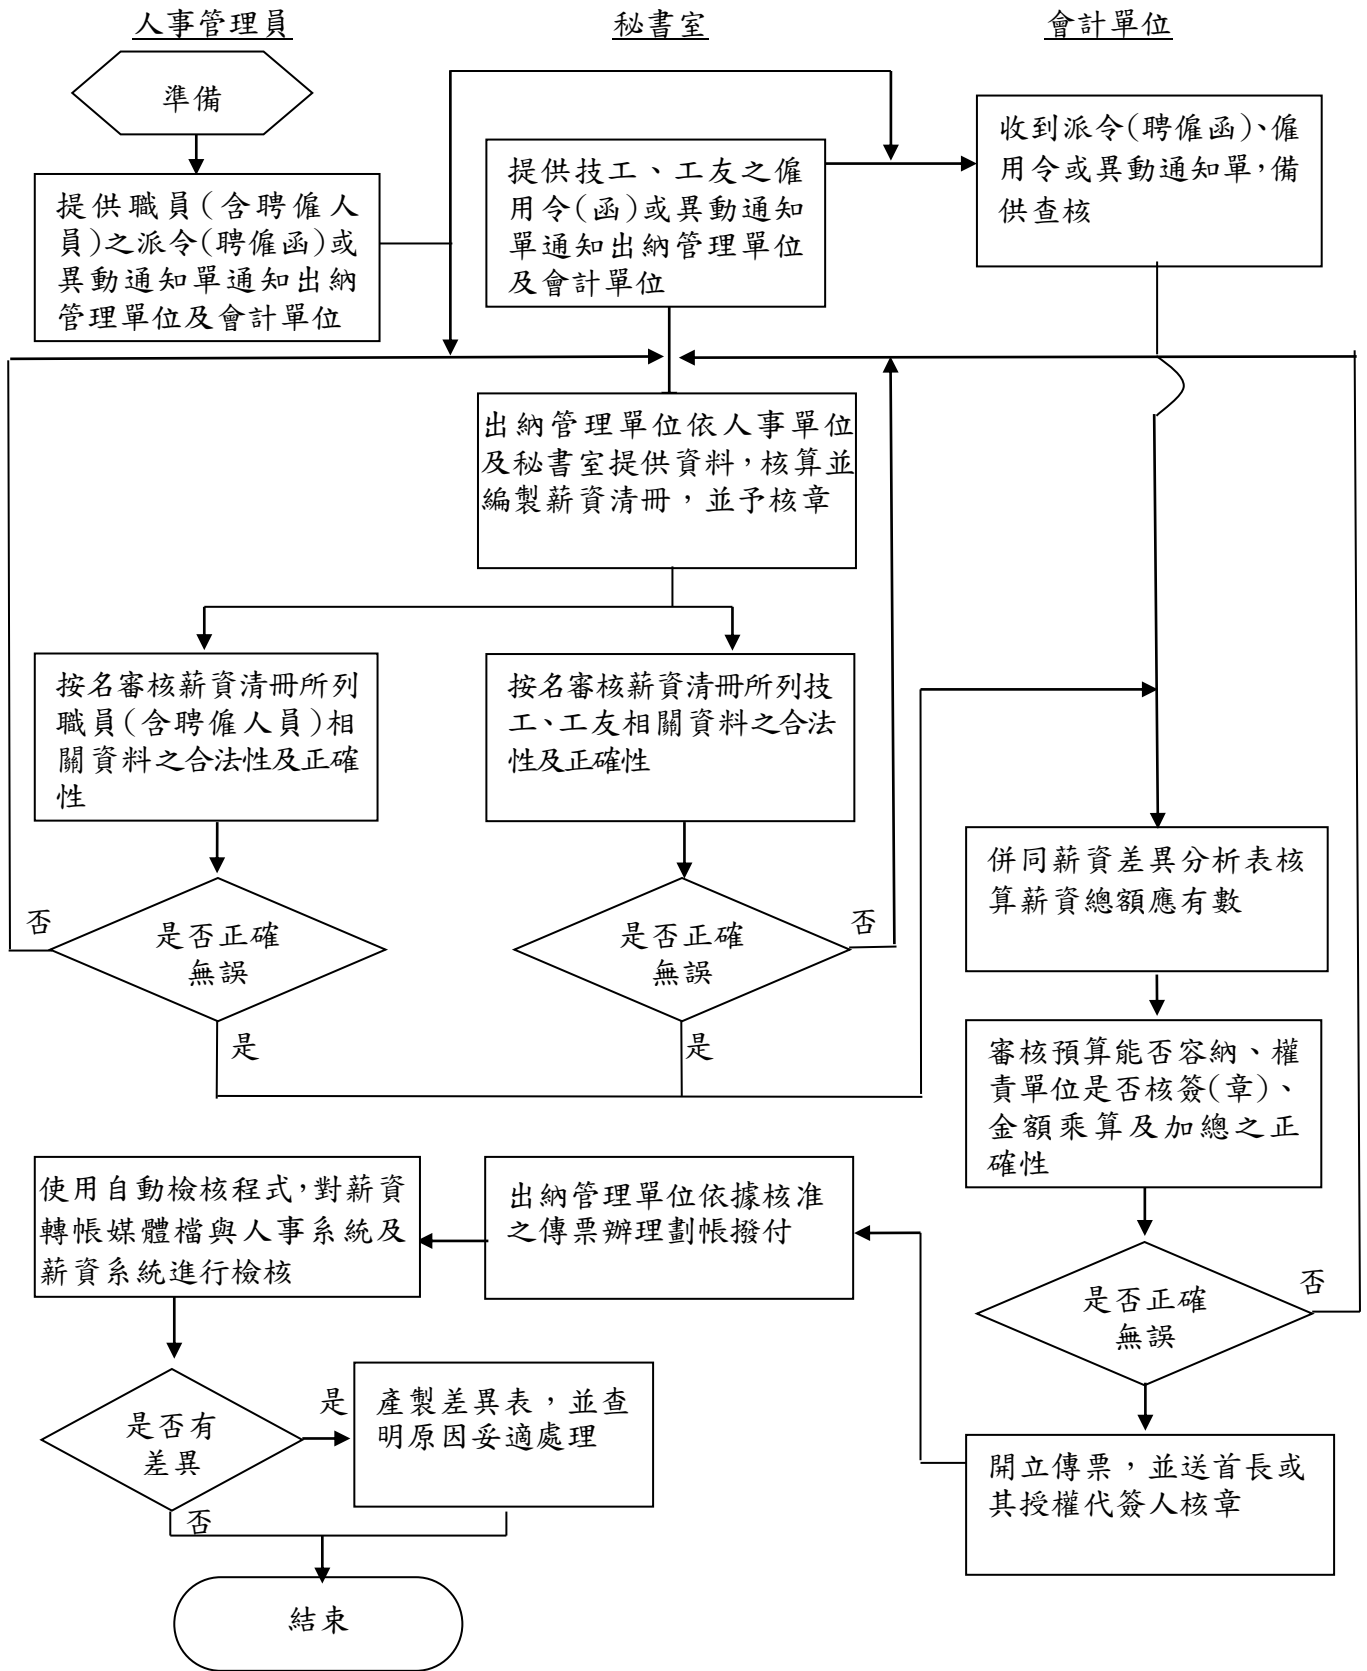 人事管理員
秘書室
會計單位
準備
提供職員(含聘僱人
員)之派令(聘僱函)或
異動通知單通知出納
管理單位及會計單位
提供技工、工友之僱
用令(函)或異動通知
單通知出納管理單位
及會計單位
收到派令(聘僱函)、僱
用令或異動通知單,備
供查核
出納管理單位依人事單位
及秘書室提供資料,核算並
編製薪資清冊,並予核章
按名審核薪資清冊所列
職員(含聘僱人員)相
關資料之合法性及正確
性
按名審核薪資清冊所列技
工、工友相關資料之合法
性及正確性
併同薪資差異分析表核
算薪資總額應有數
否
是否正確
無誤
是
是否正確
無誤
否
是
審核預算能否容納、權
責單位是否核簽(章)、
金額乘算及加總之正
確性
使用自動檢核程式,對薪資
轉帳媒體檔與人事系統及
薪資系統進行檢核
出納管理單位依據核准
之傳票辦理劃帳撥付
是否正確
無誤
否
是否有
差異
是
否
產製差異表,並查
明原因妥適處理
開立傳票,並送首長或
其授權代簽人核章
結束